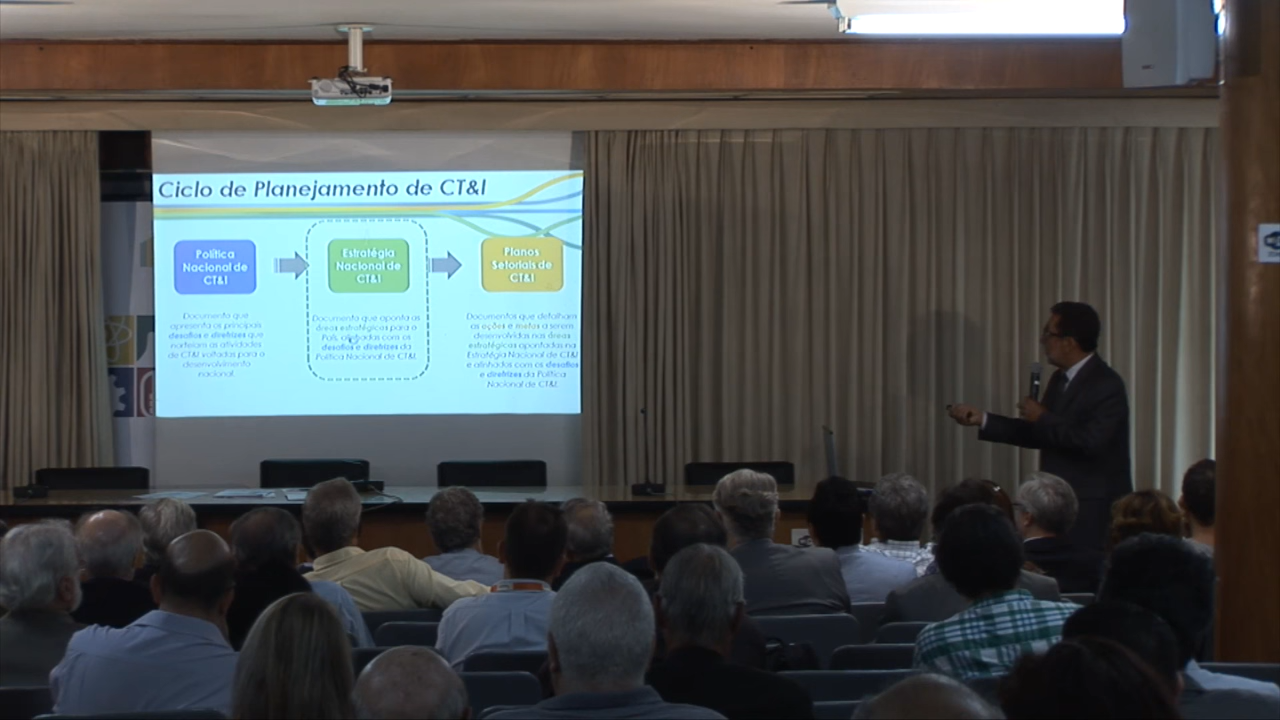 Ciclo de Planejamento de CT&I
Política
Nacional de
CT&I
Estratégia
Nacional de
CT&I
Planos
Setoriais de
CT&I
Documento que
apresenta os principais
desafios e diretrizes que
norteiam as atividades
de CT&I voltadas para o
desenvolvimento
nacional.
Documento que aponta as
áreas estratégicas para o
País, alinhadas com os
desafios e diretrizes da
Política Nacional de CT&I.
Documentos que detalham
as ações e metas a serem
desenvolvidas nas áreas
estratégicas apontadas na
Estratégia Nacional de CT&I
e alinhados com os desafios
e diretrizes da Política
Nacional de CT&I.